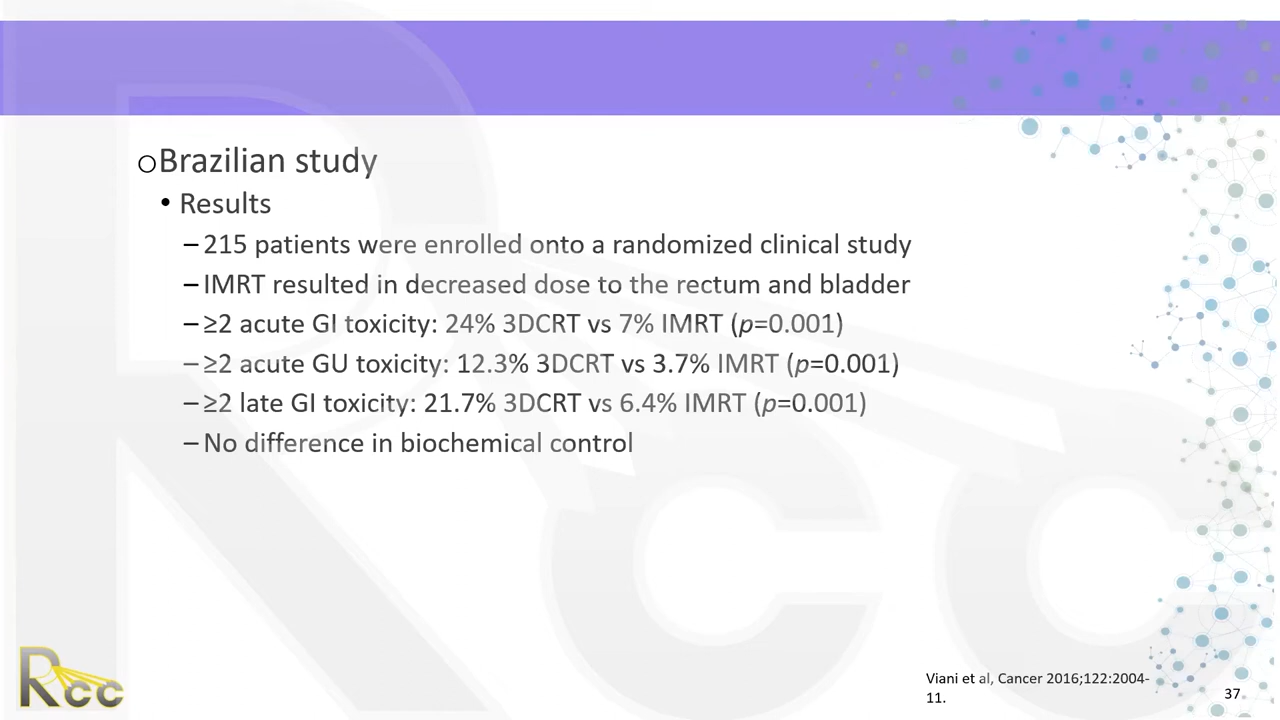 Brazilian study
• Results
–215 patients were enrolled onto a randomized clinical study
–IMRT resulted in decreased dose to the rectum and bladder
–≥2 acute GI toxicity: 24% 3DCRT vs 7% IMRT (p=0.001)
–≥2 acute GU toxicity: 12.3% 3DCRT vs 3.7% IMRT (p=0.001)
–≥2 late GI toxicity: 21.7% 3DCRT vs 6.4% IMRT (p=0.001)
–No difference in biochemical control
Rcc
Viani et al, Cancer 2016;122:2004-
11.
37